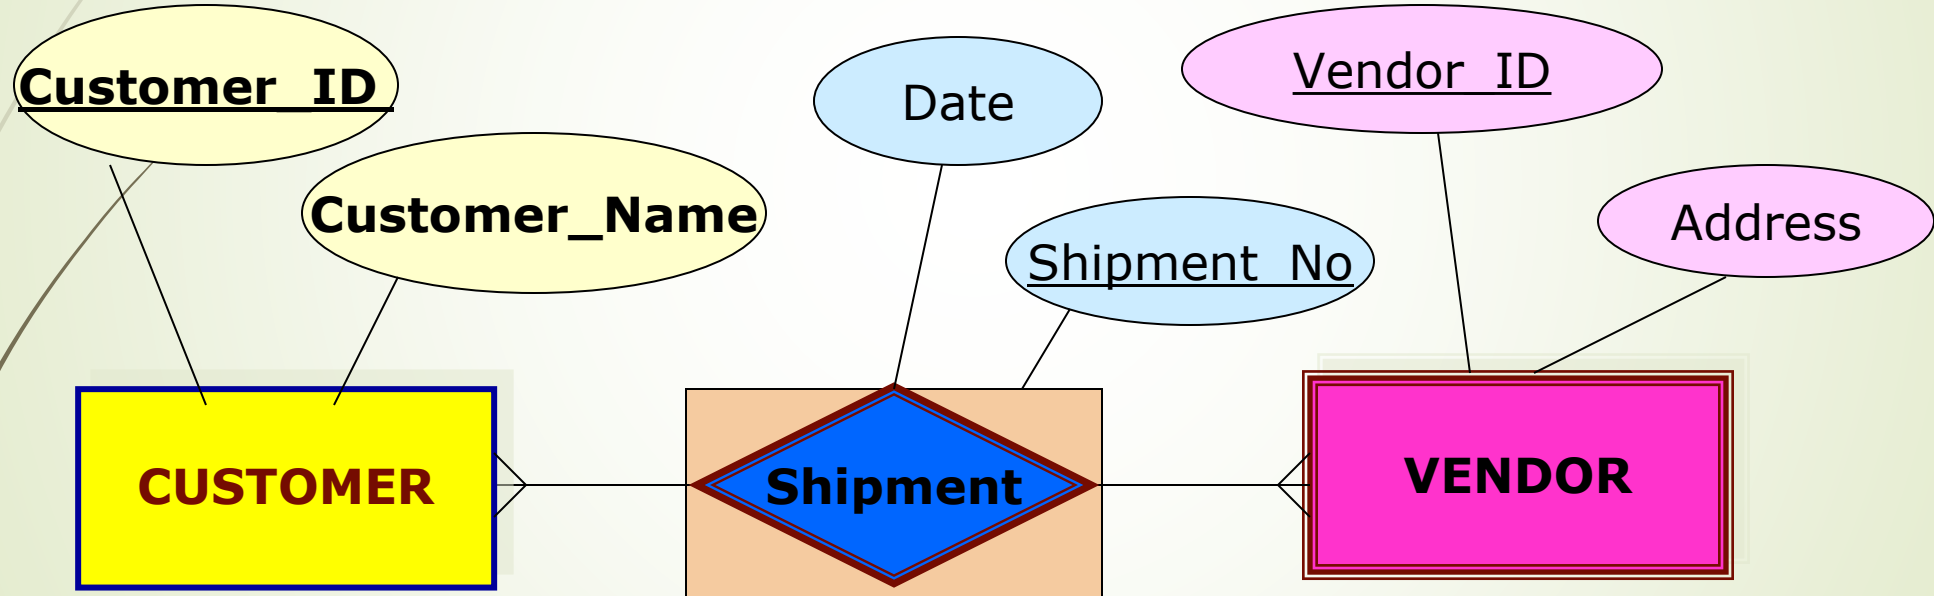 Customer_ID
Customer_Name
Date
Shipment_No
Vendor_ID
Address
CUSTOMER
Shipment
VENDOR